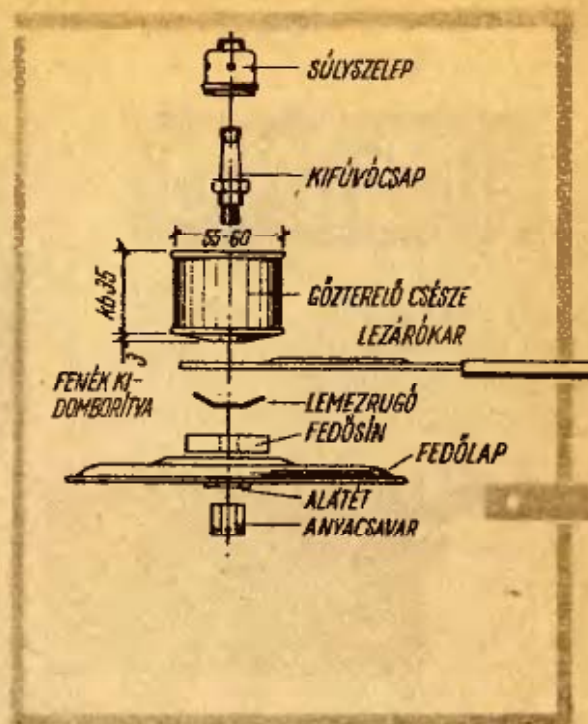 SÚLYSZELEP
KIFÚVÓCSAP
55-60
kb 35
GŐZTERELŐ CSÉSZE
LEZÁRÓKAR
3
FENÉK KI-
DOMBORÍTVA
LEMEZRUGÓ
FEDŐSÍN
FEDŐLAP
ALÁTÉT
ANYACSAVAR